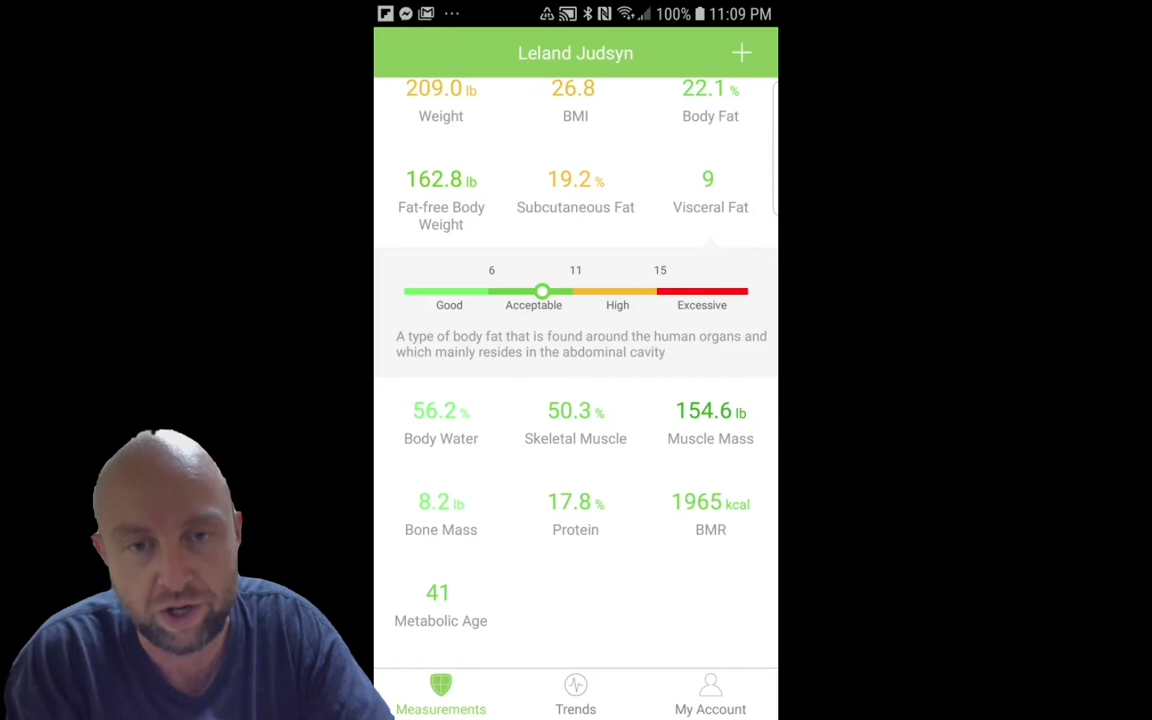 100% 11:09 PM
Leland Judsyn
209.0 lb 26.8 22.1 %
Weight BMI Body Fat
162.8 lb 19.2 % 9
Fat-free Body Weight Subcutaneous Fat Visceral Fat
6 11 15
Good Acceptable High Excessive
A type of body fat that is found around the human organs and
which mainly resides in the abdominal cavity
56.2 % 50.3 % 154.6 lb
Body Water Skeletal Muscle Muscle Mass
8.2 lb 17.8 % 1965 kcal
Bone Mass Protein BMR
41
Metabolic Age
Measurements Trends My Account